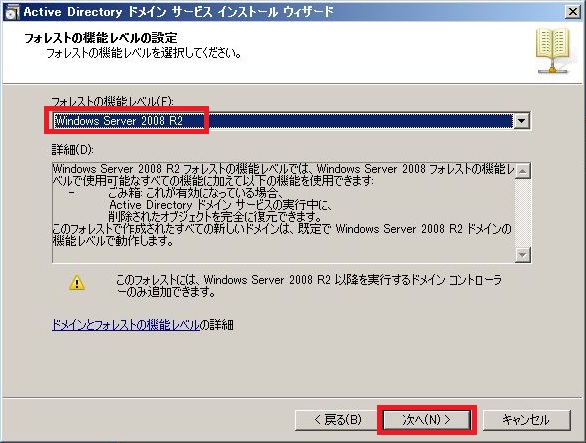 Active Directory ドメイン サービス インストール ウィザード
フォレストの機能レベルの設定
フォレストの機能レベルを選択してください。
フォレストの機能レベル(F):
Windows Server 2008 R2
詳細(D):
Windows Server 2008 R2 フォレストの機能レベルでは、Windows Server 2008 フォレストの機能レ
ベルで使用可能なすべての機能に加えて以下の機能を使用できます:
- ごみ箱: これが有効になっている場合、
Active Directory ドメイン サービスの実行中に、
削除されたオブジェクトを完全に復元できます。
このフォレストで作成されたすべての新しいドメインは、既定で Windows Server 2008 R2 ドメインの
機能レベルで動作します。
このフォレストには、Windows Server 2008 R2 以降を実行するドメイン コントローラ
ーのみ追加できます。
ドメインとフォレストの機能レベルの詳細
< 戻る(B)
次へ(N) >
キャンセル